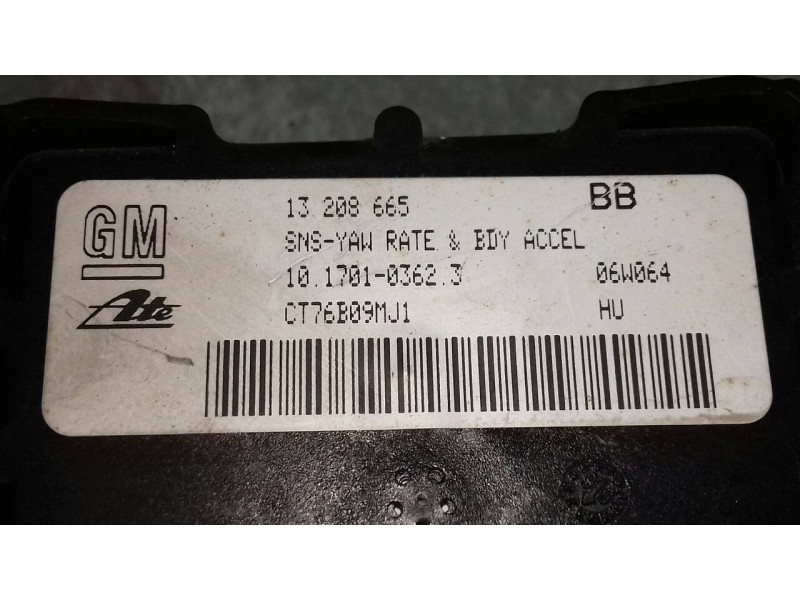 GM
13 208 665
BB
SNS-YAW RATE & BDY ACCEL
10.1701-0362.3
06W064
Ate
CT76B09MJ1
HU